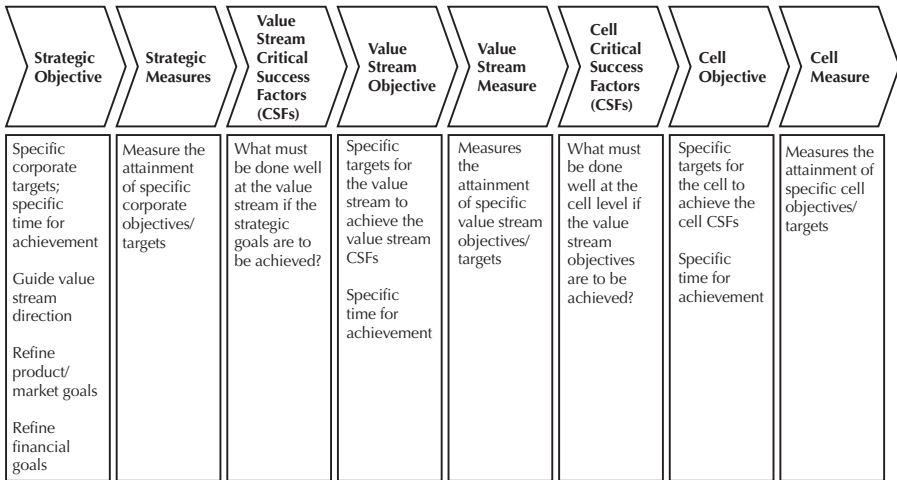 Strategic
Objective
Strategic
Measures
Value
Stream
Critical
Success
Factors
(CSFs)
Value
Stream
Objective
Value
Stream
Measure
Cell
Critical
Success
Factors
(CSFs)
Cell
Objective
Cell
Measure
Specific
corporate
targets;
specific
time for
achievement
Guide value
stream
direction
Refine
product/
market goals
Refine
financial
goals
Measure the
attainment
of specific
corporate
objectives/
targets
What must
be done well
at the value
stream if the
strategic
goals are to
be achieved?
Specific
targets for
the value
stream to
achieve the
value stream
CSFs
Specific
time for
achievement
Measures
the
attainment
of specific
value stream
objectives/
targets
What must
be done
well at the
cell level if
the value
stream
objectives
are to be
achieved?
Specific
targets for
the cell to
achieve the
cell CSFs
Specific
time for
achievement
Measures the
attainment of
specific cell
objectives/
targets